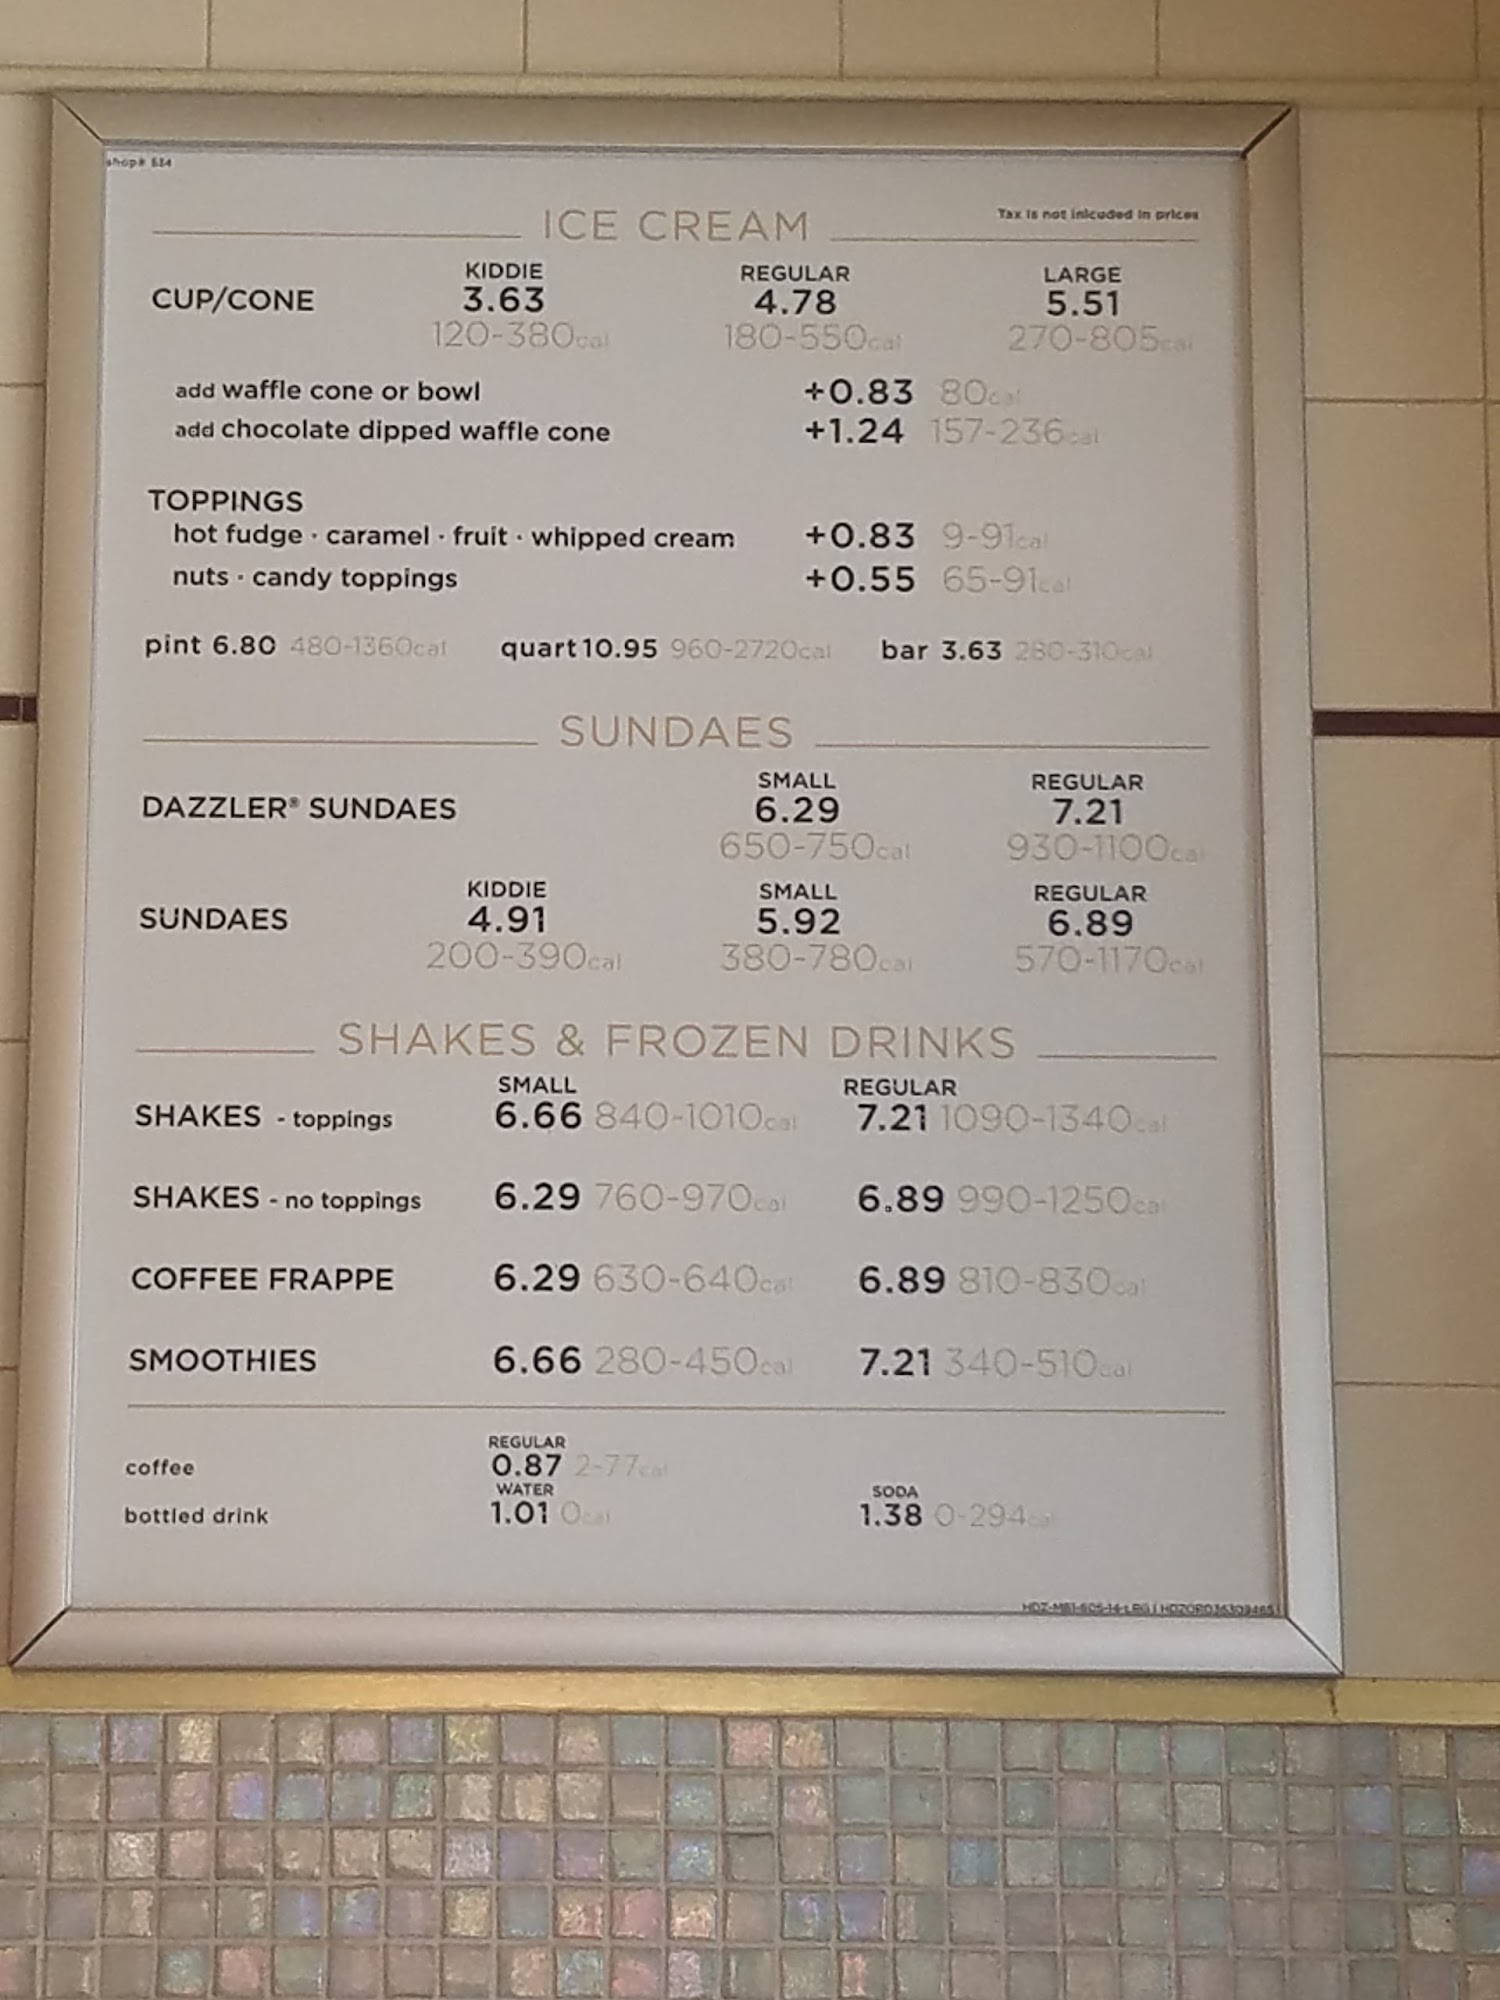 shop# 534
ICE CREAM
Tax is not inlcuded in prices
KIDDIE REGULAR LARGE
CUP/CONE 3.63 4.78 5.51
120-380cal 180-550cal 270-805cal
add waffle cone or bowl +0.83 80cal
add chocolate dipped waffle cone +1.24 157-236cal
TOPPINGS
hot fudge · caramel · fruit · whipped cream +0.83 9-91cal
nuts · candy toppings +0.55 65-91cal
pint 6.80 480-1360cal quart 10.95 960-2720cal bar 3.63 280-310cal
SUNDAES
SMALL REGULAR
DAZZLER® SUNDAES 6.29 7.21
650-750cal 930-1100cal
KIDDIE SMALL REGULAR
SUNDAES 4.91 5.92 6.89
200-390cal 380-780cal 570-1170cal
SHAKES & FROZEN DRINKS
SMALL REGULAR
SHAKES - toppings 6.66 840-1010cal 7.21 1090-1340cal
SHAKES - no toppings 6.29 760-970cal 6.89 990-1250cal
COFFEE FRAPPE 6.29 630-640cal 6.89 810-830cal
SMOOTHIES 6.66 280-450cal 7.21 340-510cal
REGULAR
coffee 0.87 2-77cal
WATER SODA
bottled drink 1.01 0cal 1.38 0-294cal